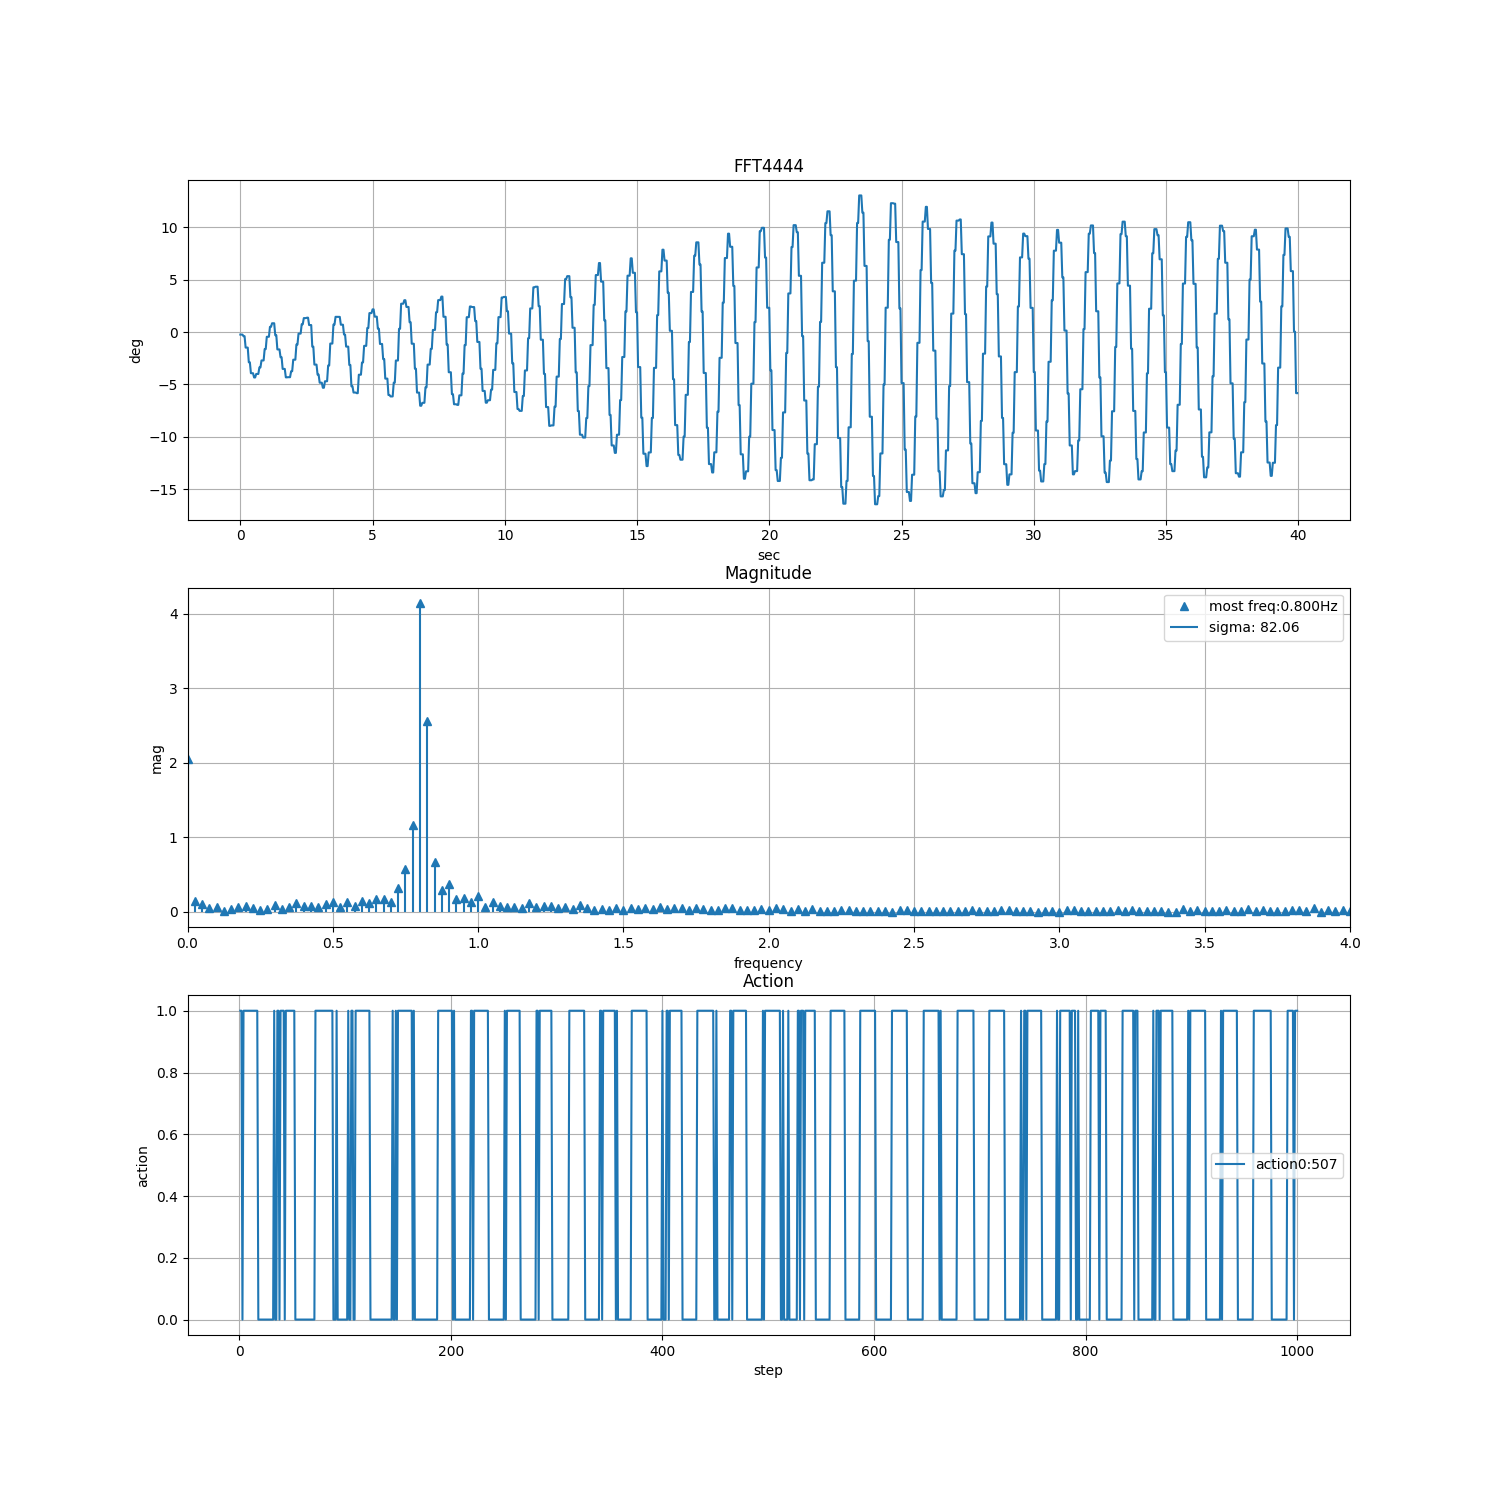 FFT4444
10
5
0
−5
−10
−15
deg
0 5 10 15 20 25 30 35 40
sec
Magnitude
most freq:0.800Hz
sigma: 82.06
4
3
2
1
0
mag
0.0 0.5 1.0 1.5 2.0 2.5 3.0 3.5 4.0
frequency
Action
1.0
0.8
0.6
0.4
0.2
0.0
action
action0:507
0 200 400 600 800 1000
step